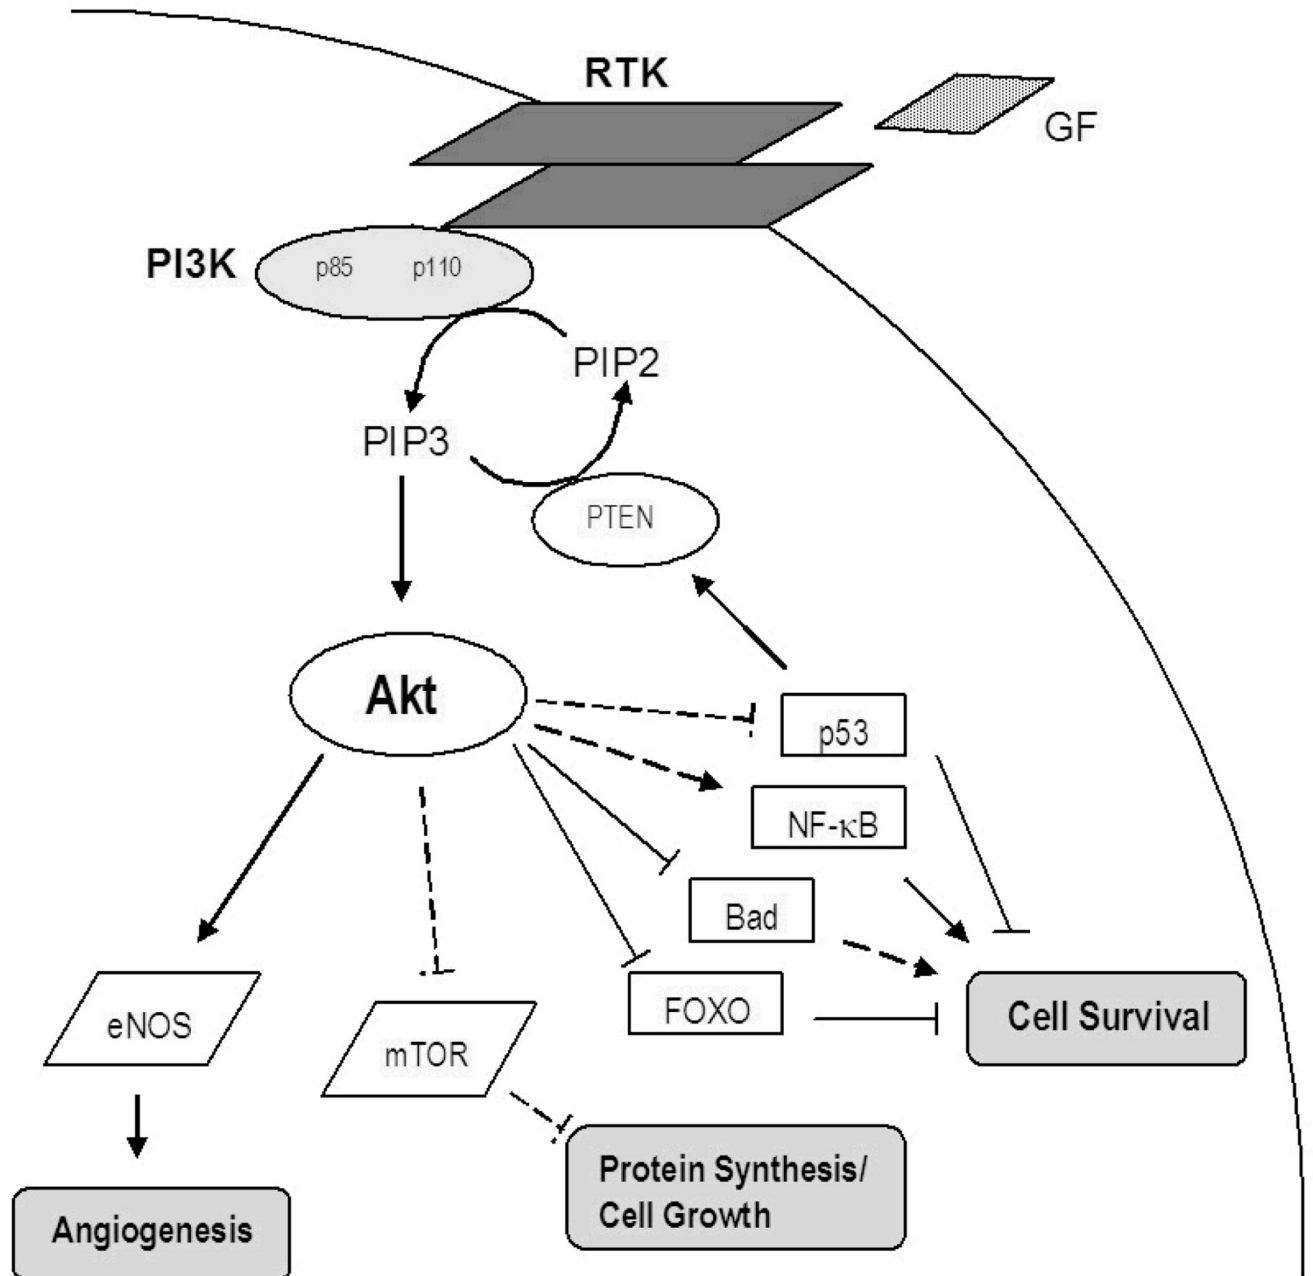 RTK
GF
PI3K
p85
p110
PIP2
PIP3
PTEN
Akt
p53
NF-κB
Bad
FOXO
Cell Survival
eNOS
mTOR
Protein Synthesis/
Cell Growth
Angiogenesis